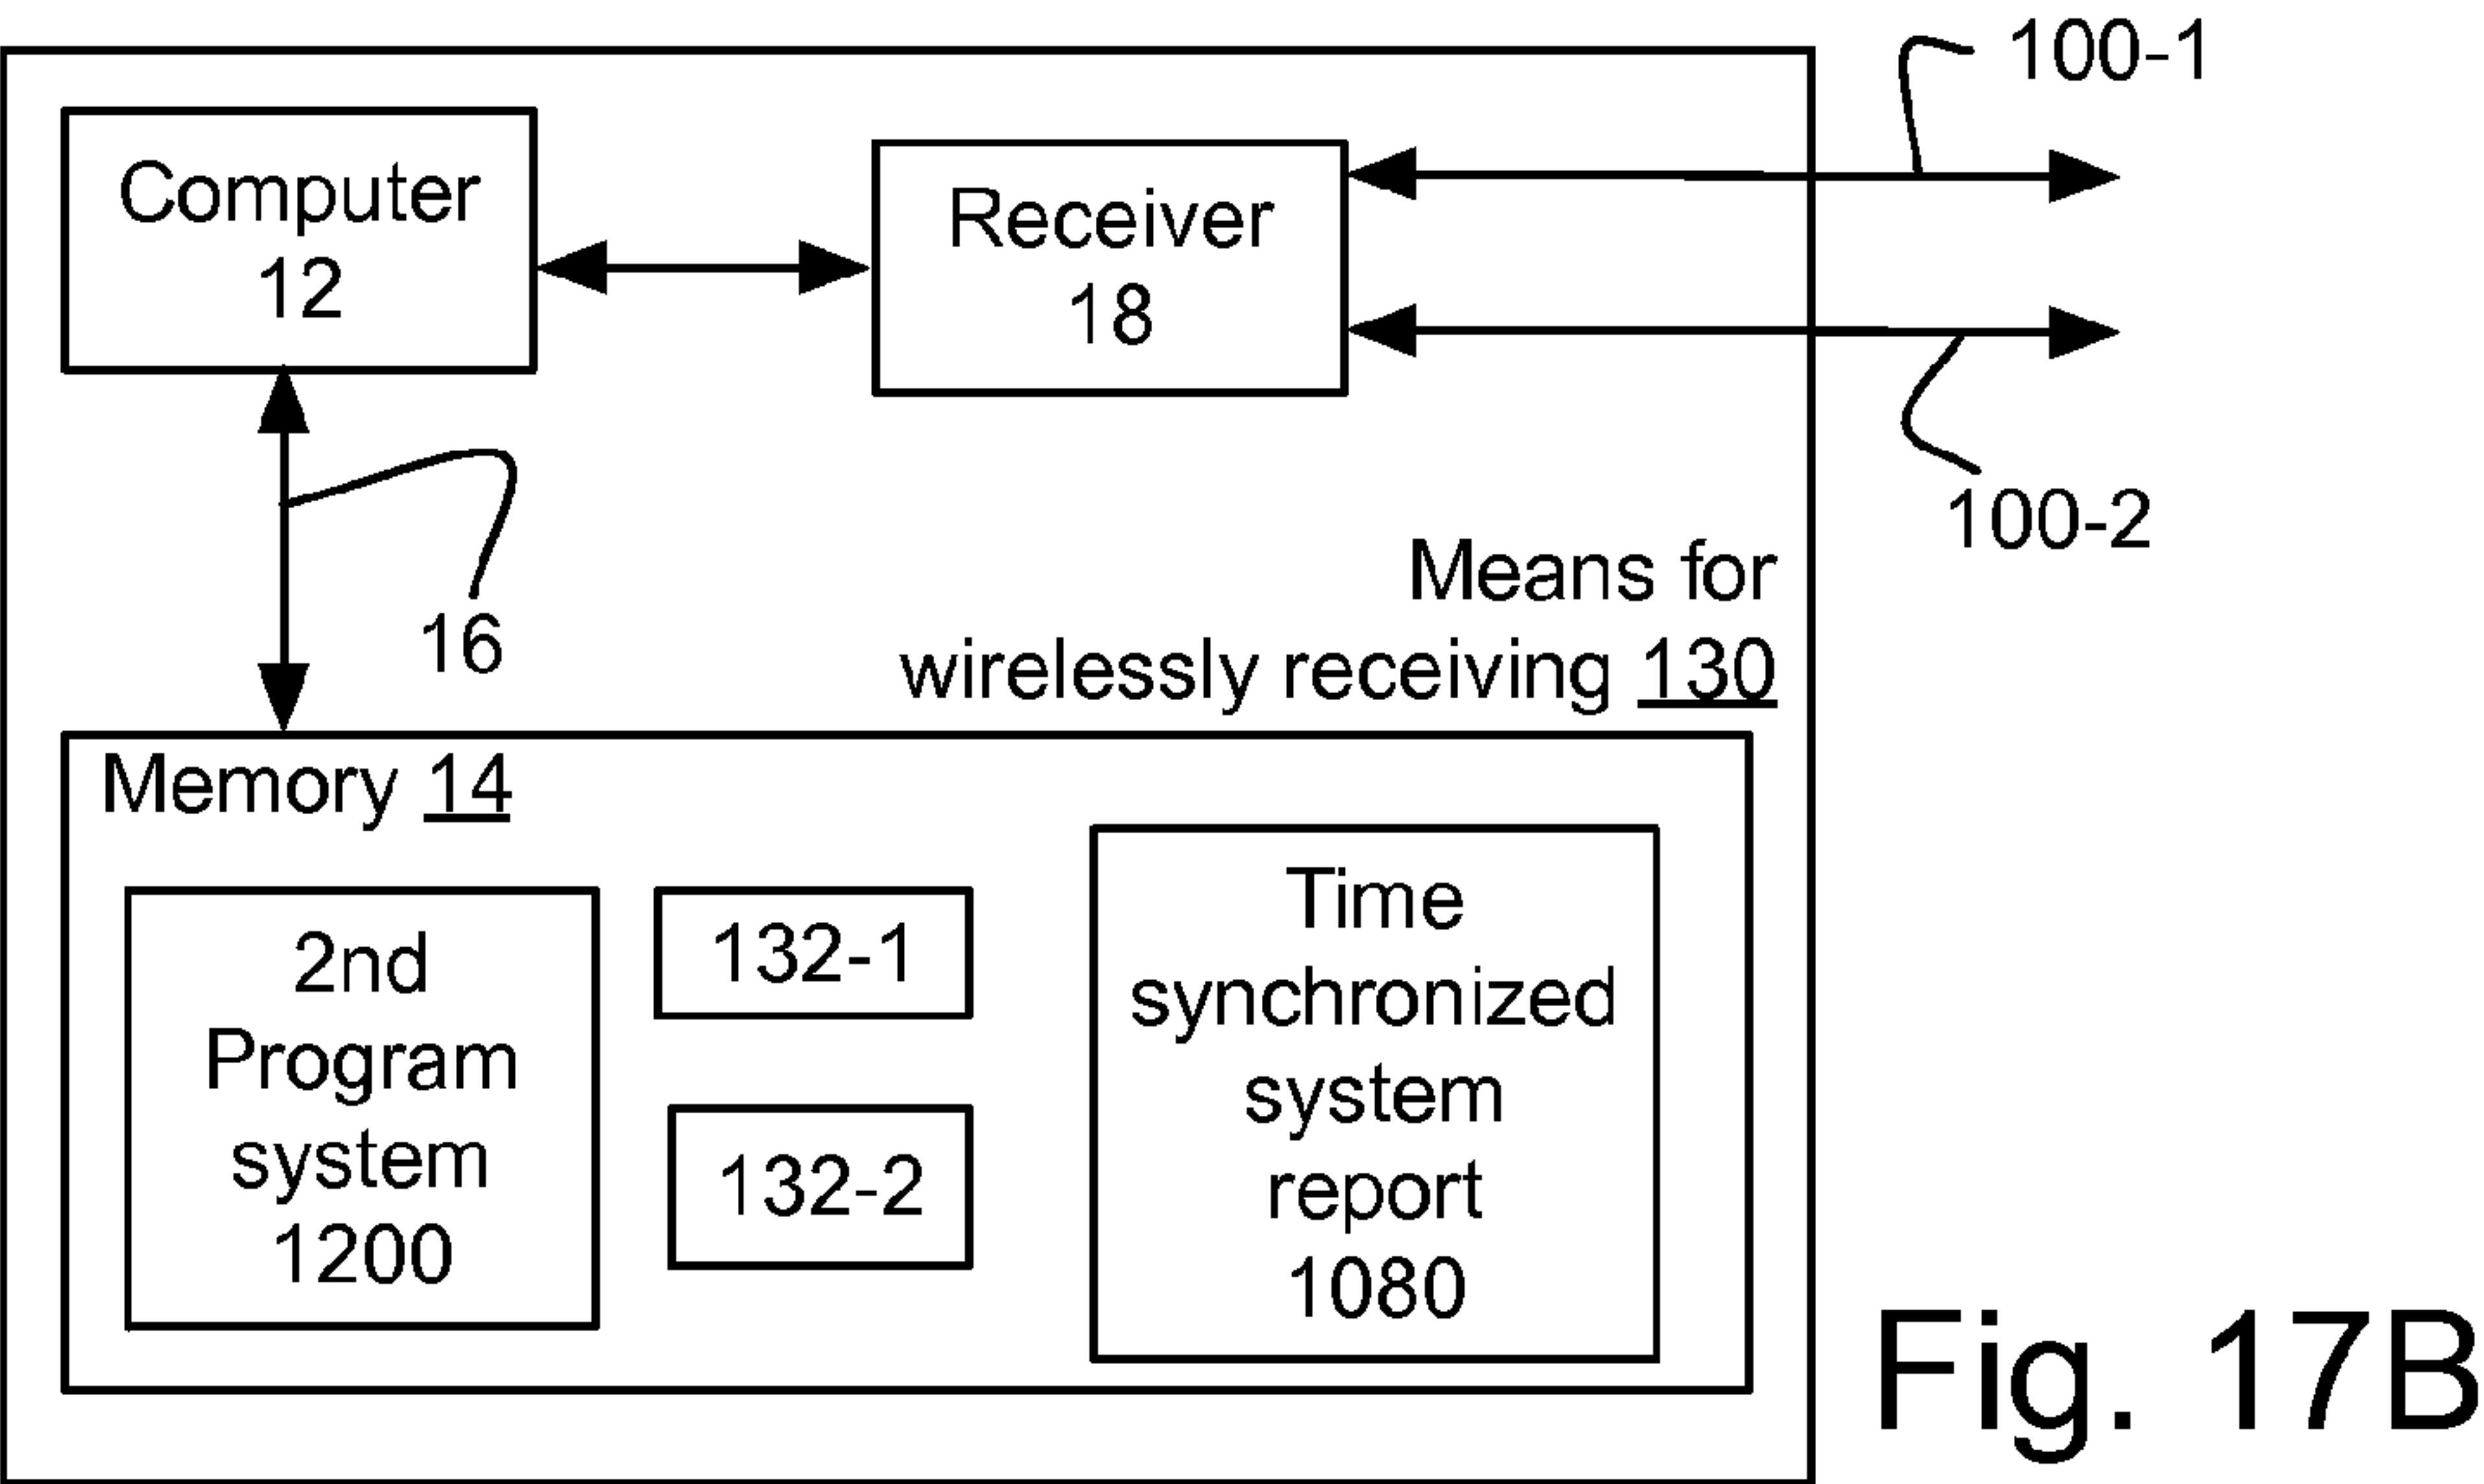 100-1
Computer
12
Receiver
18
100-2
16
Means for
wirelessly receiving 130
Memory 14
2nd
Program
system
1200
132-1
132-2
Time
synchronized
system
report
1080
Fig. 17B